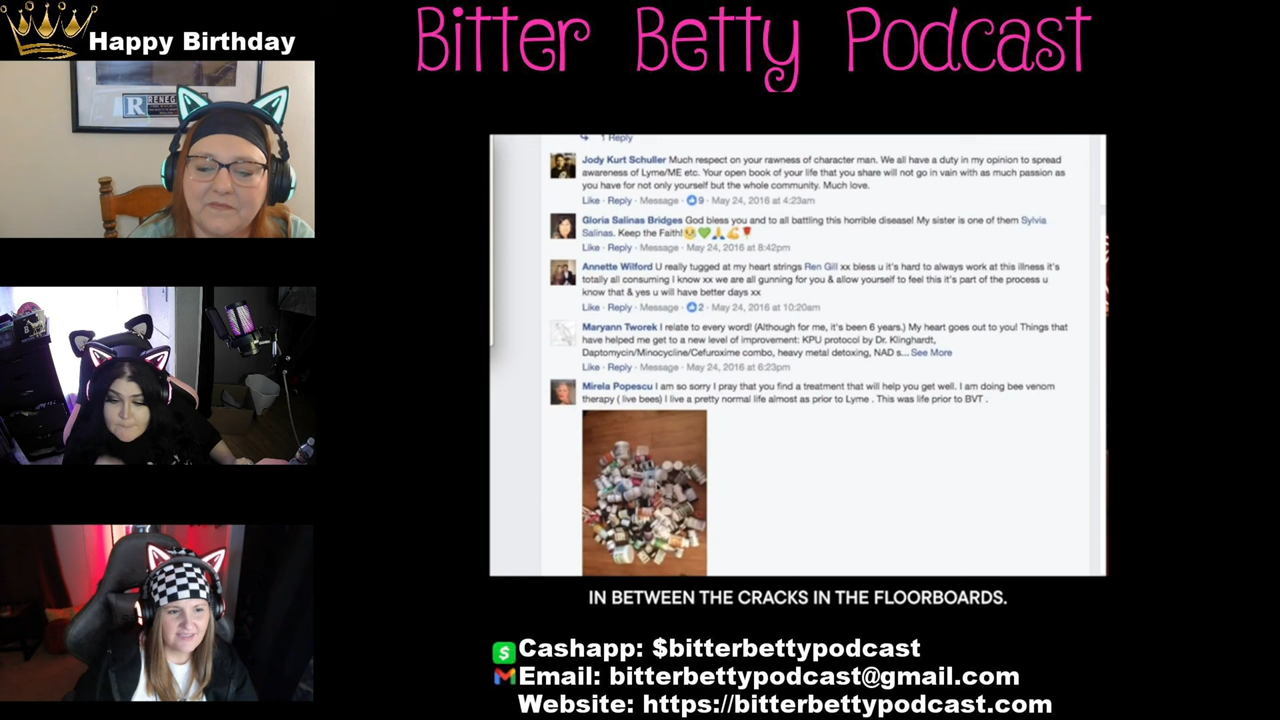 Happy Birthday
R RENEG
Bitter Betty Podcast
1 Reply
Jody Kurt Schuller Much respect on your rawness of character man. We all have a duty in my opinion to spread
awareness of Lyme/ME etc. Your open book of your life that you share will not go in vain with as much passion as
you have for not only yourself but the whole community. Much love.
Like · Reply · Message · 9 · May 24, 2016 at 4:23am
Gloria Salinas Bridges God bless you and to all battling this horrible disease! My sister is one of them Sylvia
Salinas. Keep the Faith!😢💚🙏💪🌹
Like · Reply · Message · May 24, 2016 at 8:42pm
Annette Wilford U really tugged at my heart strings Ren Gill xx bless u it's hard to always work at this illness it's
totally all consuming I know xx we are all gunning for you & allow yourself to feel this it's part of the process u
know that & yes u will have better days xx
Like · Reply · Message · 2 · May 24, 2016 at 10:20am
Maryann Tworek I relate to every word! (Although for me, it's been 6 years.) My heart goes out to you! Things that
have helped me get to a new level of improvement: KPU protocol by Dr. Klinghardt,
Daptomycin/Minocycline/Cefuroxime combo, heavy metal detoxing, NAD s... See More
Like · Reply · Message · May 24, 2016 at 6:23pm
Mirela Popescu I am so sorry I pray that you find a treatment that will help you get well. I am doing bee venom
therapy ( live bees) I live a pretty normal life almost as prior to Lyme . This was life prior to BVT .
IN BETWEEN THE CRACKS IN THE FLOORBOARDS.
$ Cashapp: $bitterbettypodcast
Email: bitterbettypodcast@gmail.com
Website: https://bitterbettypodcast.com